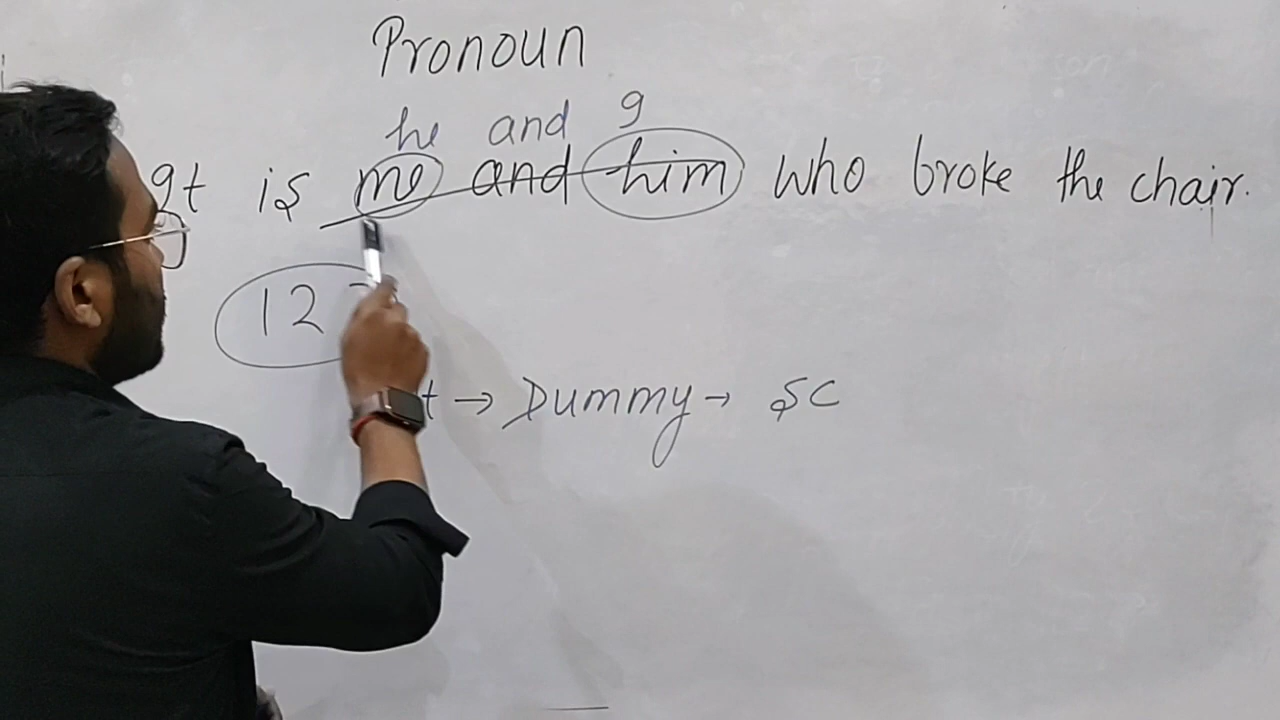 Pronoun
he and I
It is me and him who broke the chair.
12
t → Dummy → SC